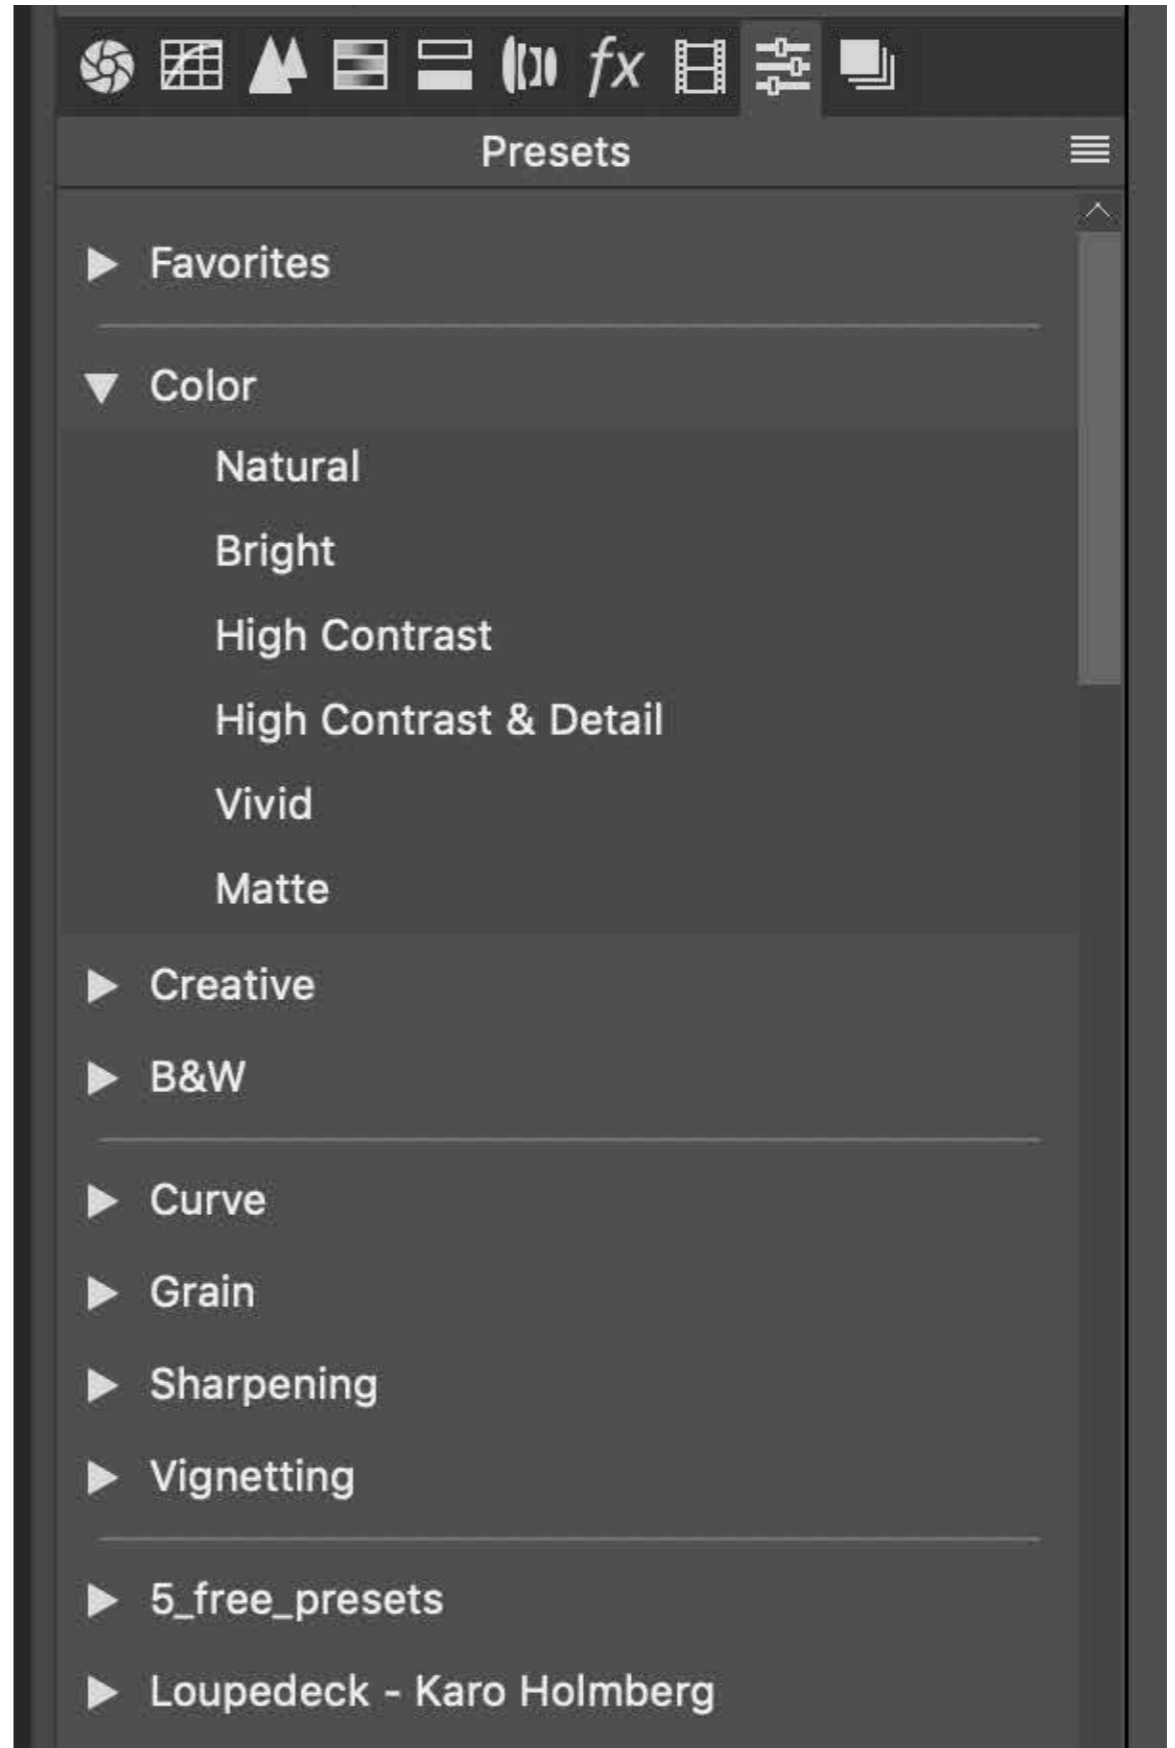 fx
Presets
Favorites
Color
Natural
Bright
High Contrast
High Contrast & Detail
Vivid
Matte
Creative
B&W
Curve
Grain
Sharpening
Vignetting
5_free_presets
Loupedeck - Karo Holmberg